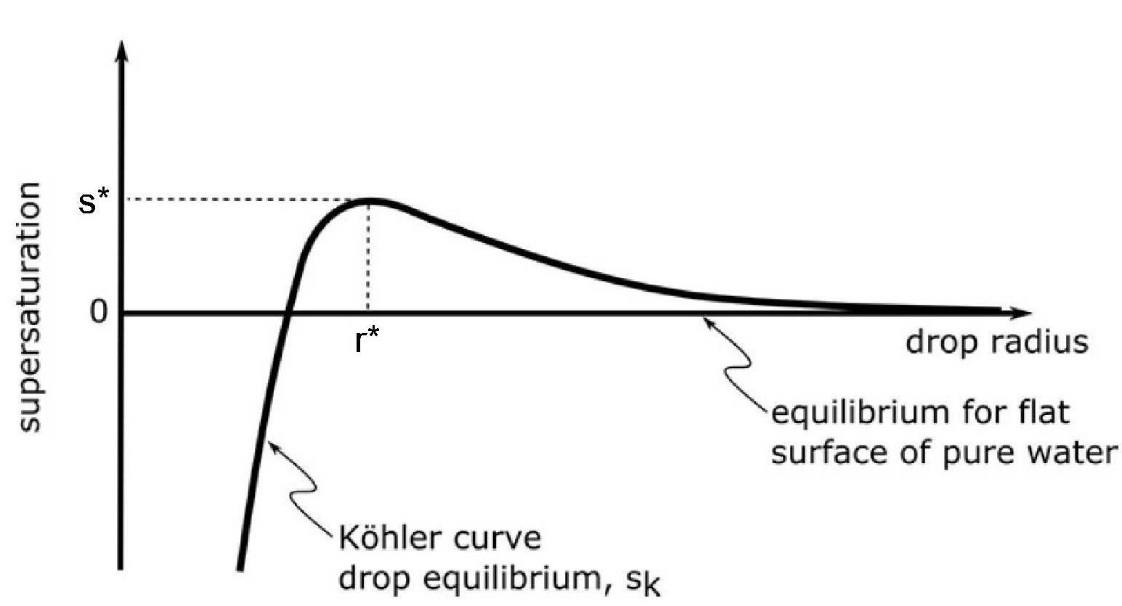 supersaturation
s*
0
r*
drop radius
equilibrium for flat
surface of pure water
Köhler curve
drop equilibrium, sk